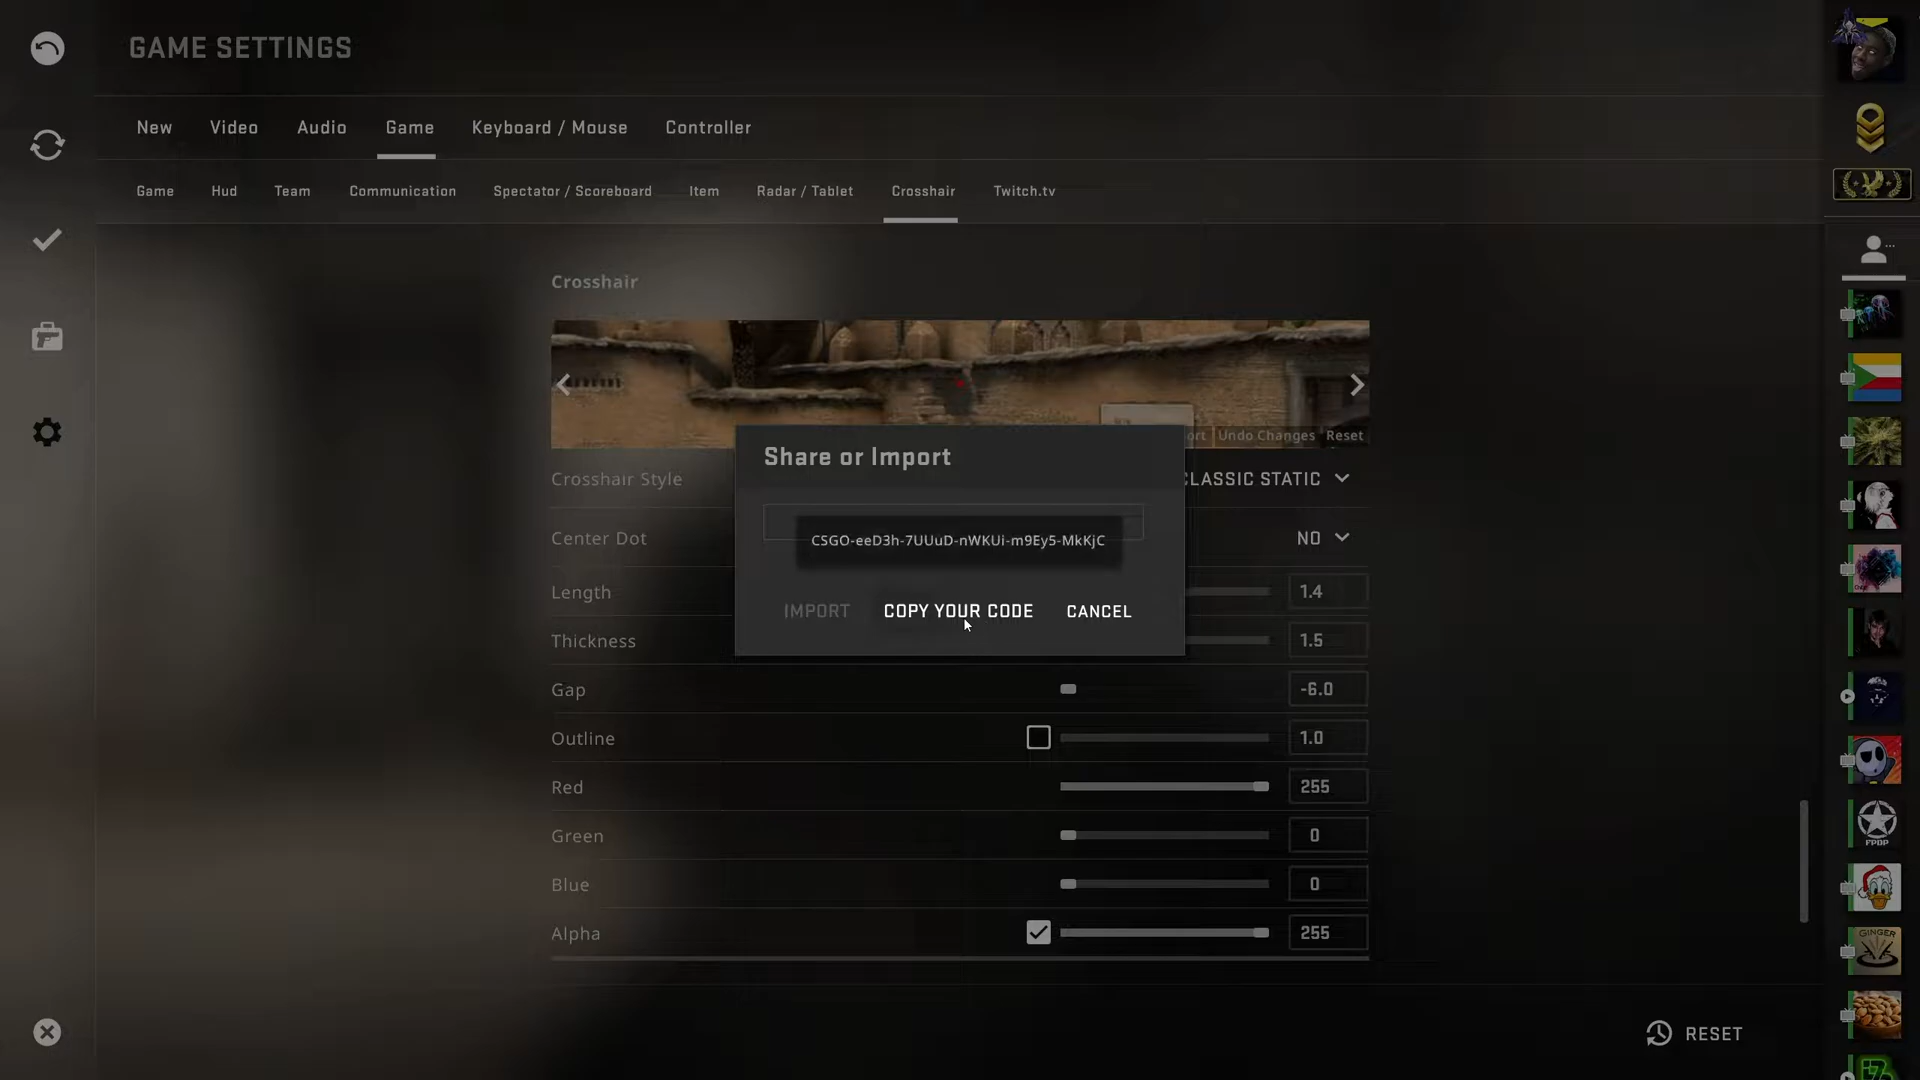 GAME SETTINGS
New Video Audio Game Keyboard / Mouse Controller
Game Hud Team Communication Spectator / Scoreboard Item Radar / Tablet Crosshair Twitch.tv
Crosshair
Undo Changes Reset
Share or Import
Crosshair Style CLASSIC STATIC
CSGO-eeD3h-7UUuD-nWKUi-m9Ey5-MkKjC
Center Dot NO
Length 1.4
IMPORT COPY YOUR CODE CANCEL
Thickness 1.5
Gap -6.0
Outline 1.0
Red 255
Green 0
Blue 0
Alpha 255
RESET
FPDP
GINGER